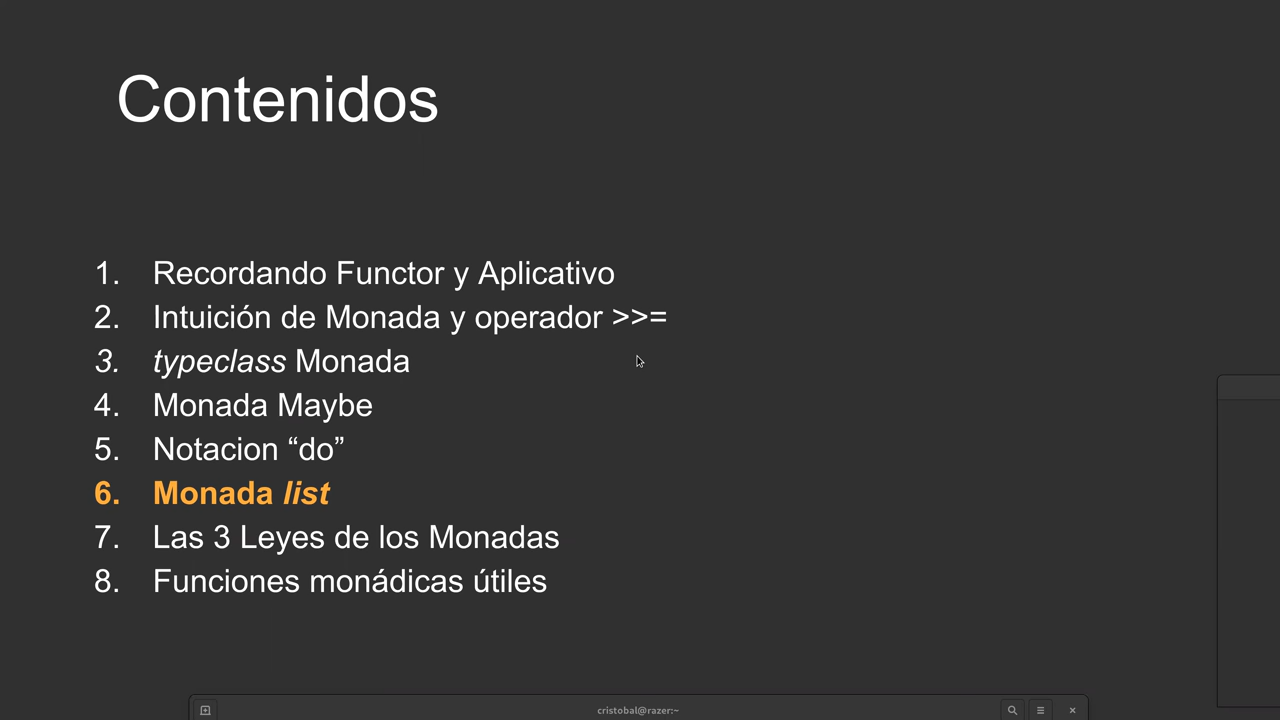 Contenidos
1. Recordando Functor y Aplicativo
2. Intuición de Monada y operador >>=
3. typeclass Monada
4. Monada Maybe
5. Notacion “do”
6. Monada list
7. Las 3 Leyes de los Monadas
8. Funciones monádicas útiles
cristobal@razer:~